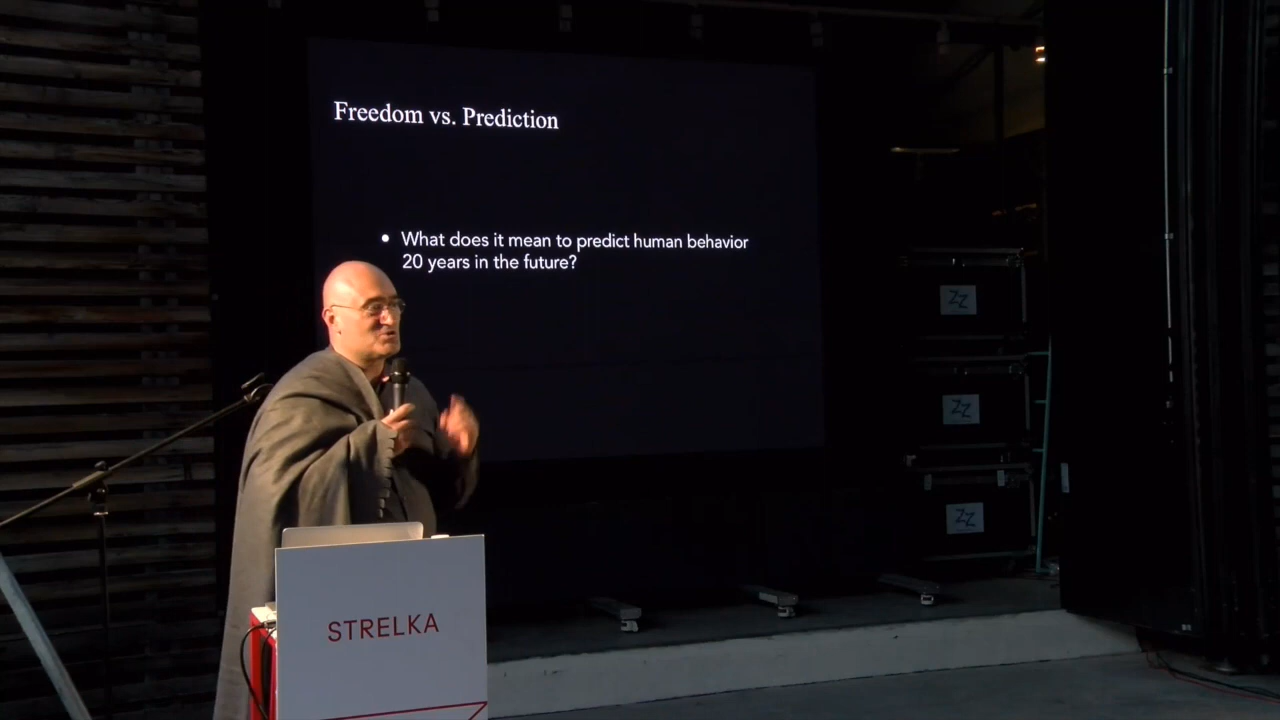 Freedom vs. Prediction
• What does it mean to predict human behavior
20 years in the future?
ZZ
ZZ
ZZ
STRELKA